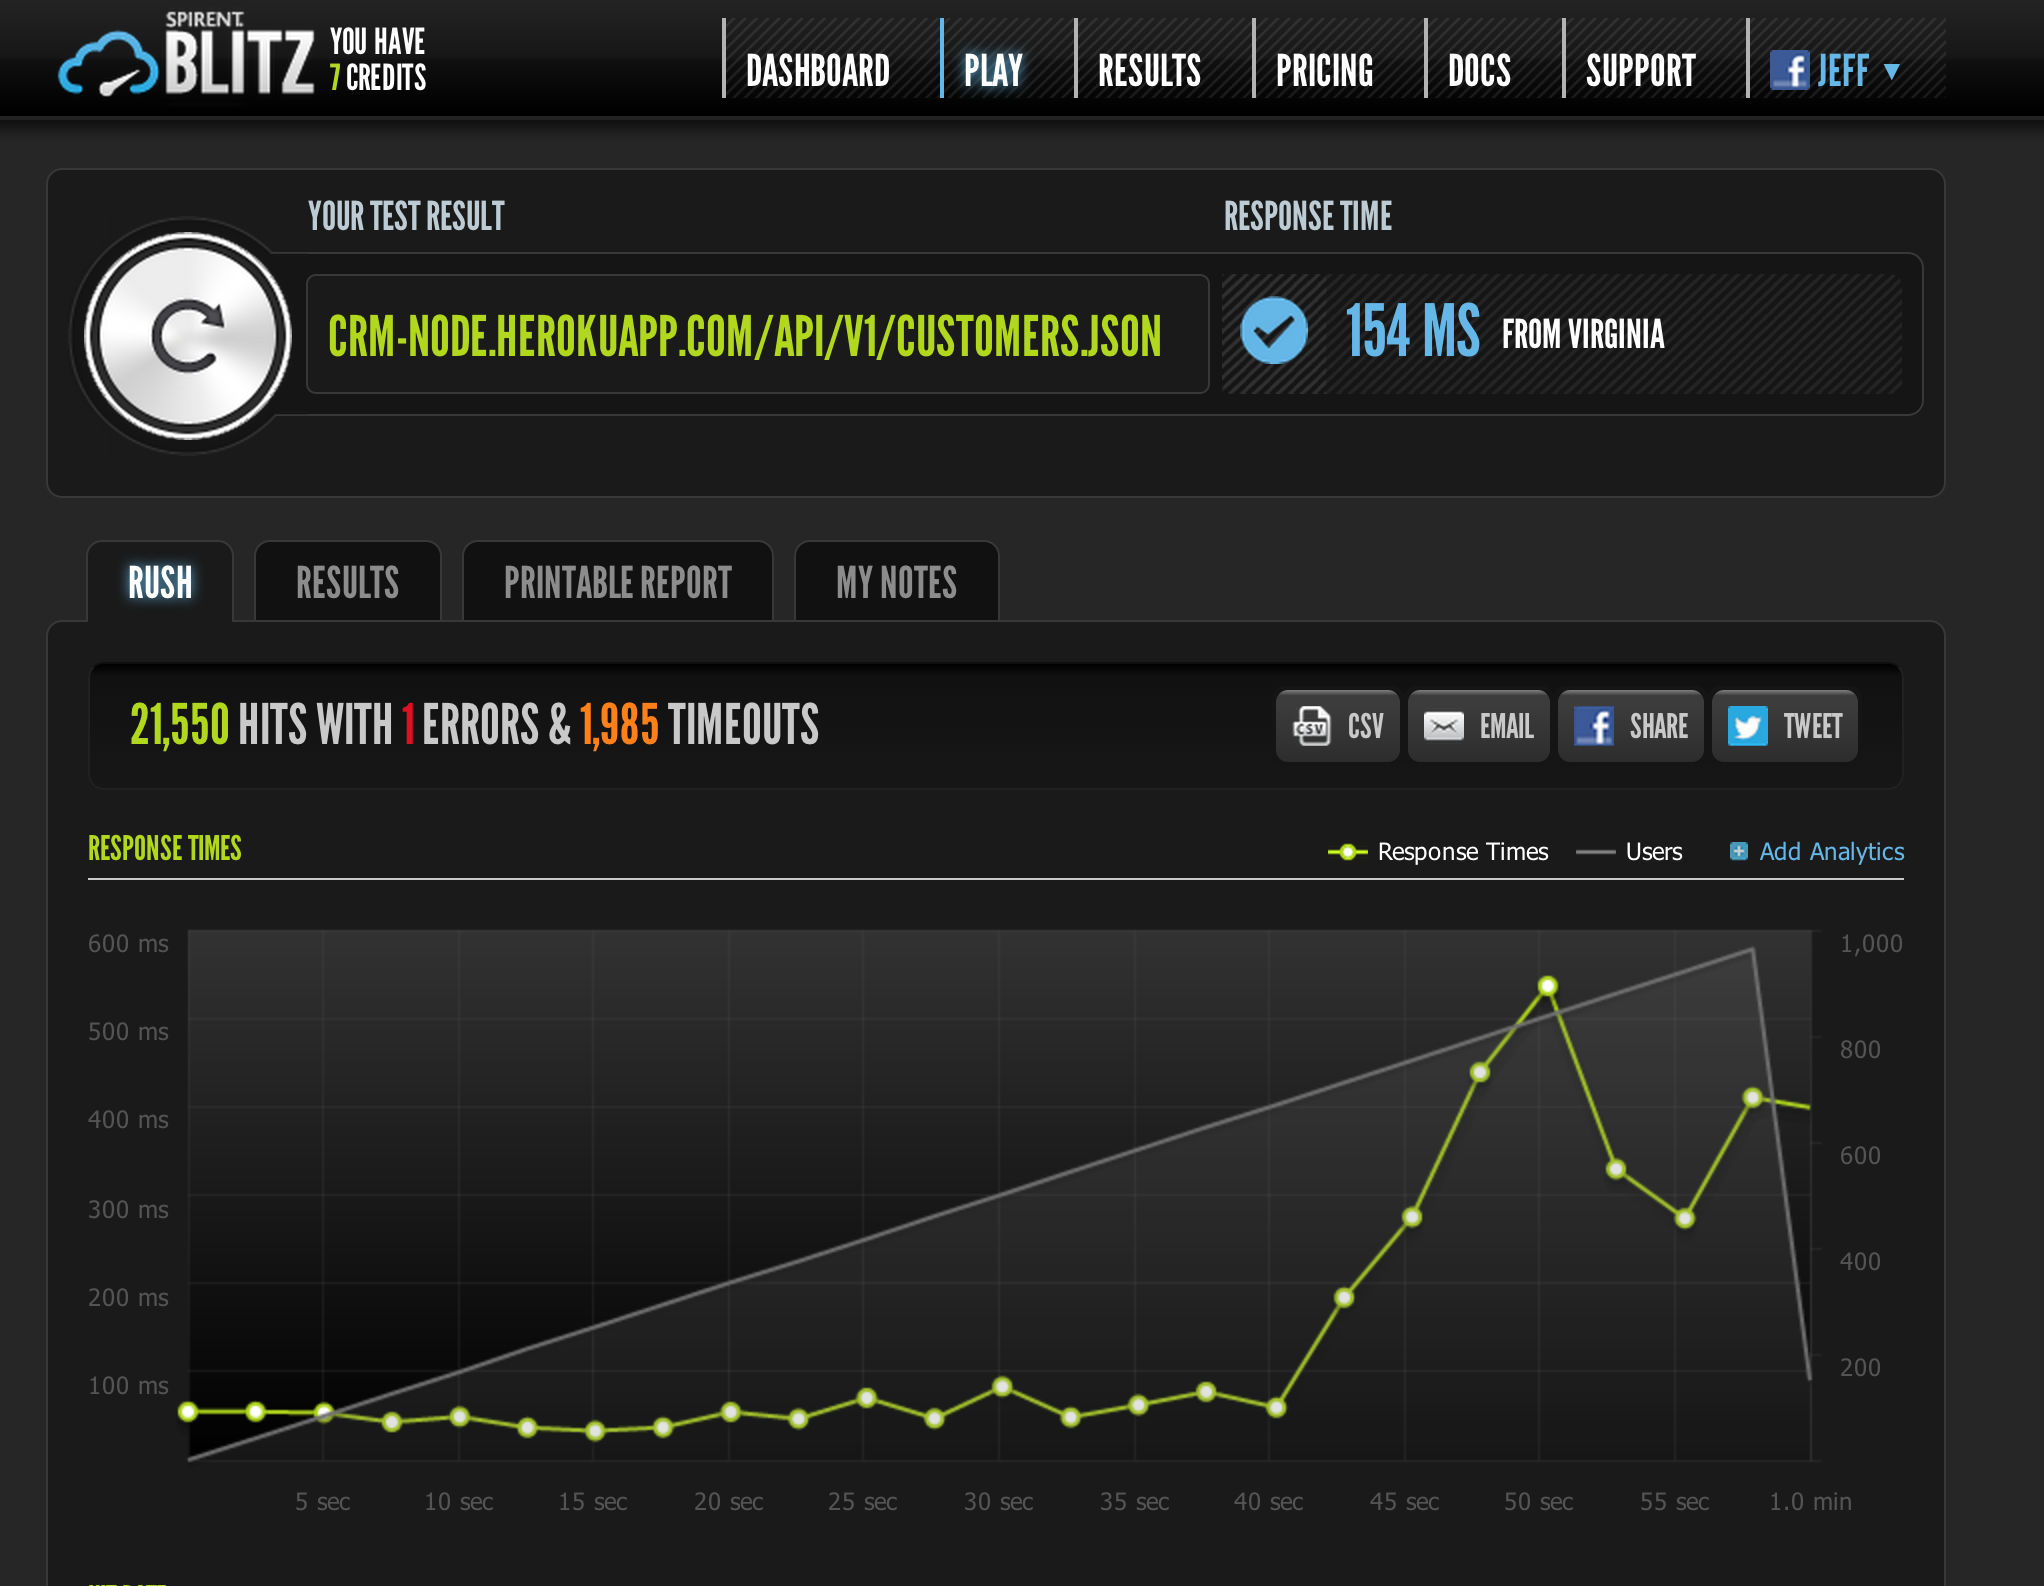 SPIRENT
BLITZ
YOU HAVE
7 CREDITS
DASHBOARD
PLAY
RESULTS
PRICING
DOCS
SUPPORT
f JEFF
YOUR TEST RESULT
RESPONSE TIME
CRM-NODE.HEROKUAPP.COM/API/V1/CUSTOMERS.JSON
154 MS FROM VIRGINIA
RUSH
RESULTS
PRINTABLE REPORT
MY NOTES
21,550 HITS WITH 1 ERRORS & 1,985 TIMEOUTS
CSV CSV
EMAIL
f SHARE
TWEET
RESPONSE TIMES
Response Times
Users
Add Analytics
600 ms
500 ms
400 ms
300 ms
200 ms
100 ms
1,000
800
600
400
200
5 sec
10 sec
15 sec
20 sec
25 sec
30 sec
35 sec
40 sec
45 sec
50 sec
55 sec
1.0 min